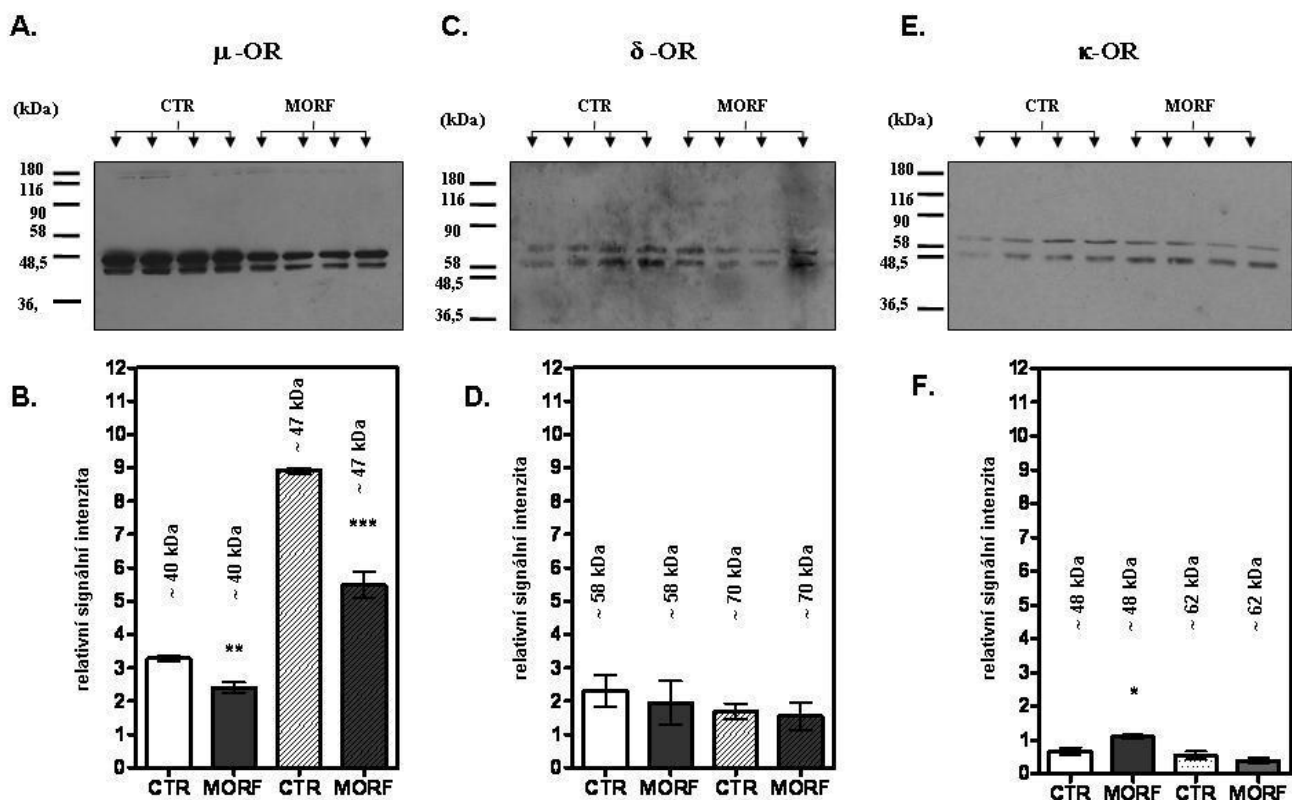 A.
μ-OR
(kDa)
CTR MORF
180
116
90
58
48,5
36,
C.
δ-OR
(kDa)
CTR MORF
180
116
90
58
48,5
36,5
E.
κ-OR
(kDa)
CTR MORF
180
116
90
58
48,5
36,5
B.
relativní signální intenzita
12
11
10
9
8
7
6
5
4
3
2
1
0
~ 40 kDa
~ 40 kDa
**
~ 47 kDa
~ 47 kDa
***
CTR MORF CTR MORF
D.
relativní signální intenzita
12
11
10
9
8
7
6
5
4
3
2
1
0
~ 58 kDa
~ 58 kDa
~ 70 kDa
~ 70 kDa
CTR MORF CTR MORF
F.
relativní signální intenzita
12
11
10
9
8
7
6
5
4
3
2
1
0
~ 48 kDa
~ 48 kDa
*
~ 62 kDa
~ 62 kDa
CTR MORF CTR MORF